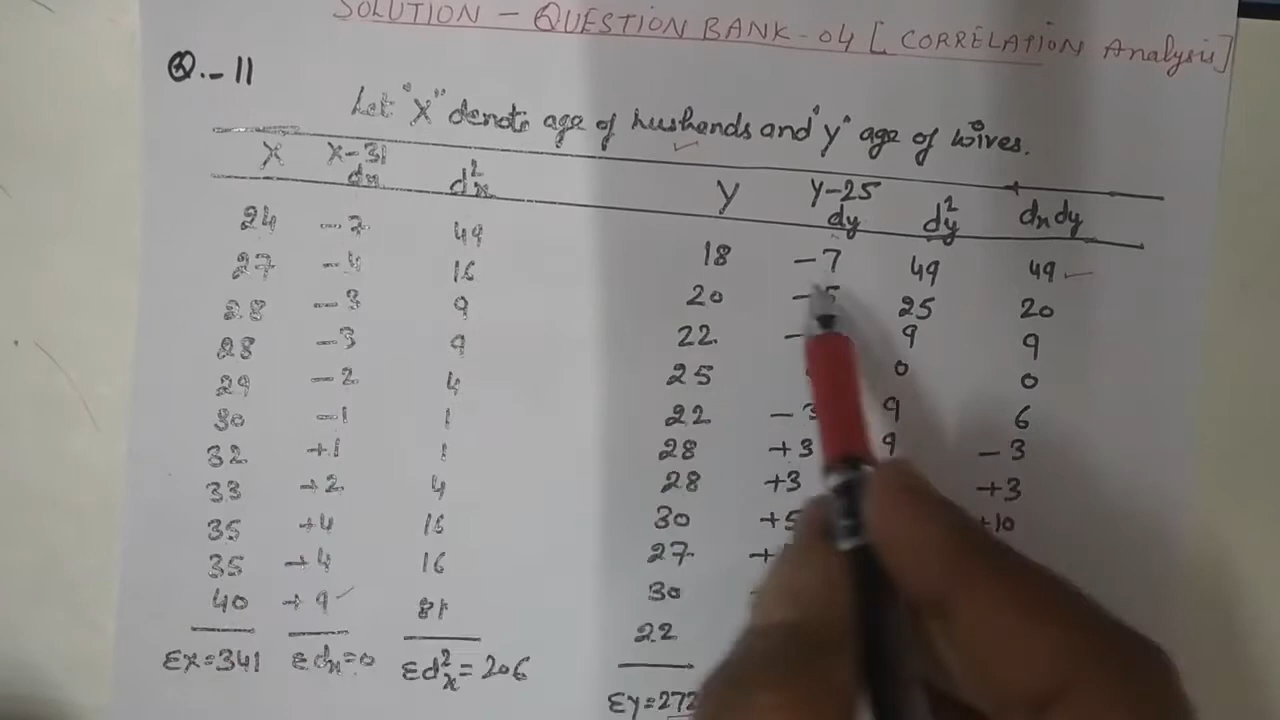 SOLUTION - QUESTION BANK-04 [ CORRELATION Analysis]
Q.-11
Let "X" denote age of husbands and "Y" age of wives.
X X-31 dx d²x Y Y-25 dy d²y dxdy
24 -7 49 18 -7 49 49
27 -4 16 20 -5 25 20
28 -3 9 22 9 9
28 -3 9 25 0 0
29 -2 4 22 -3 9 6
30 -1 1 28 +3 9 -3
32 +1 1 28 +3 +3
33 +2 4 30 +5 +10
35 +4 16 27
35 +4 16 30
40 +9 81 22
Σx=341 Σdx=0 Σd²x=206 Σy=272